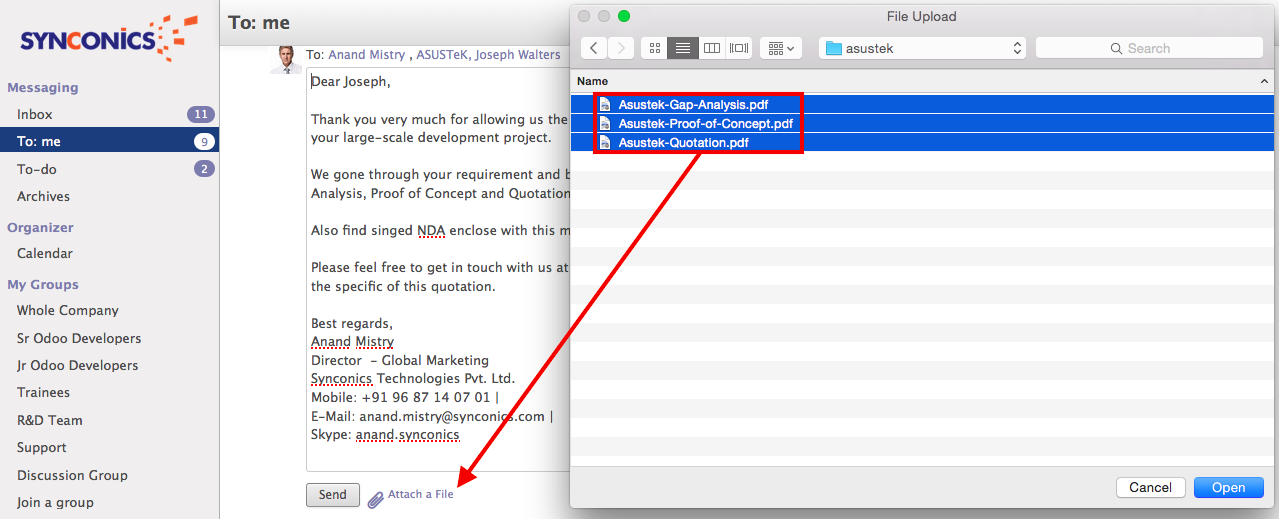 SYNCONICS
Messaging
Inbox 11
To: me 9
To-do 2
Archives
Organizer
Calendar
My Groups
Whole Company
Sr Odoo Developers
Jr Odoo Developers
Trainees
R&D Team
Support
Discussion Group
Join a group
To: me
To: Anand Mistry , ASUSTeK, Joseph Walters
Dear Joseph,
Thank you very much for allowing us the
your large-scale development project.
We gone through your requirement and b
Analysis, Proof of Concept and Quotation
Also find singed NDA enclose with this m
Please feel free to get in touch with us at
the specific of this quotation.
Best regards,
Anand Mistry
Director – Global Marketing
Synconics Technologies Pvt. Ltd.
Mobile: +91 96 87 14 07 01 |
E-Mail: anand.mistry@synconics.com |
Skype: anand.synconics
Send Attach a File
File Upload
asustek
Search
Name
Asustek-Gap-Analysis.pdf
Asustek-Proof-of-Concept.pdf
Asustek-Quotation.pdf
Cancel Open